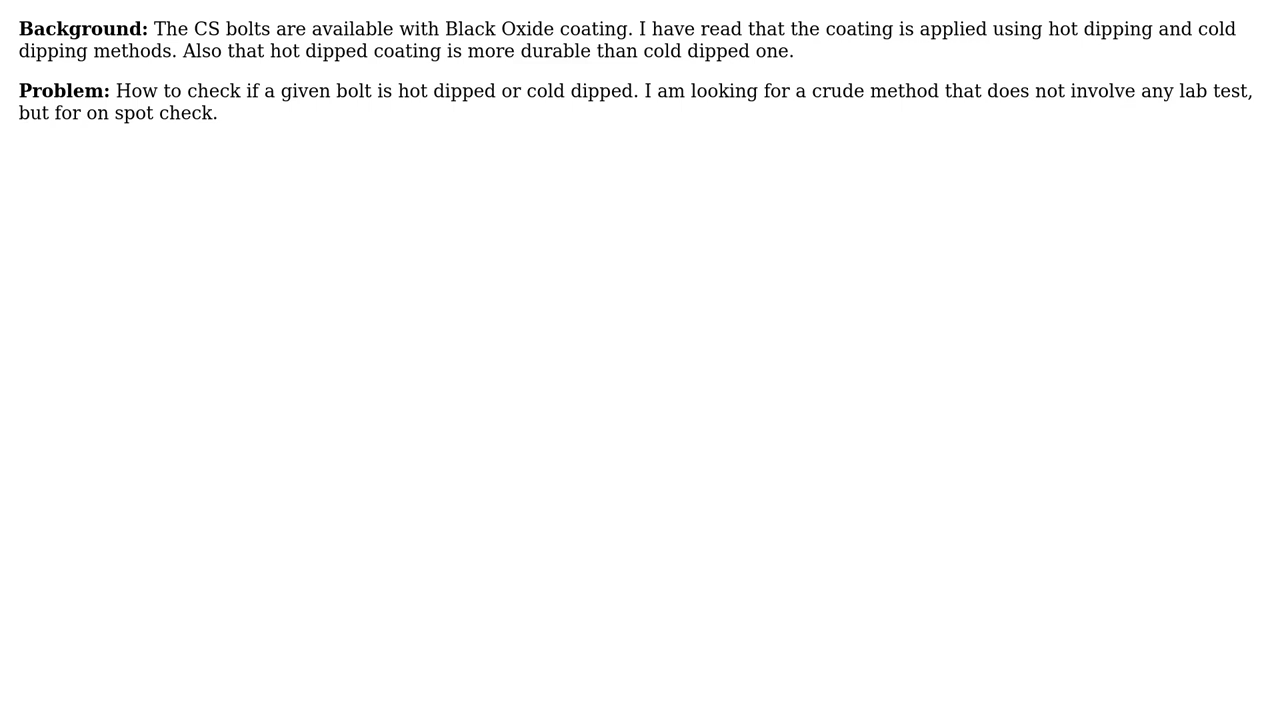 Background: The CS bolts are available with Black Oxide coating. I have read that the coating is applied using hot dipping and cold
dipping methods. Also that hot dipped coating is more durable than cold dipped one.
Problem: How to check if a given bolt is hot dipped or cold dipped. I am looking for a crude method that does not involve any lab test,
but for on spot check.